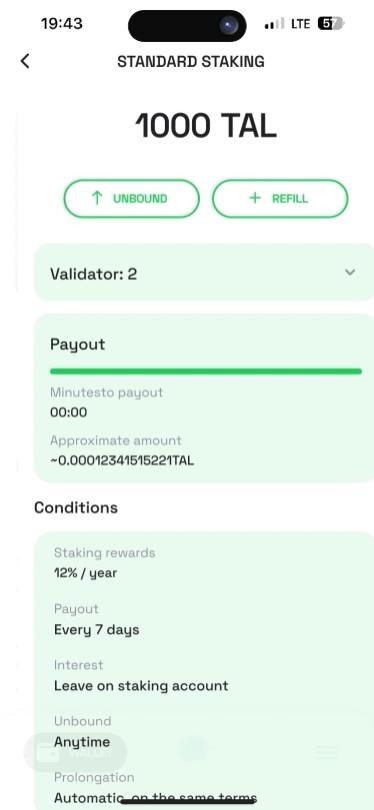 19:43
LTE 57
STANDARD STAKING
1000 TAL
UNBOUND
REFILL
Validator: 2
Payout
Minutesto payout
00:00
Approximate amount
~0.00012341515221TAL
Conditions
Staking rewards
12% / year
Payout
Every 7 days
Interest
Leave on staking account
Unbound
Anytime
Prolongation
Automatic on the same terms